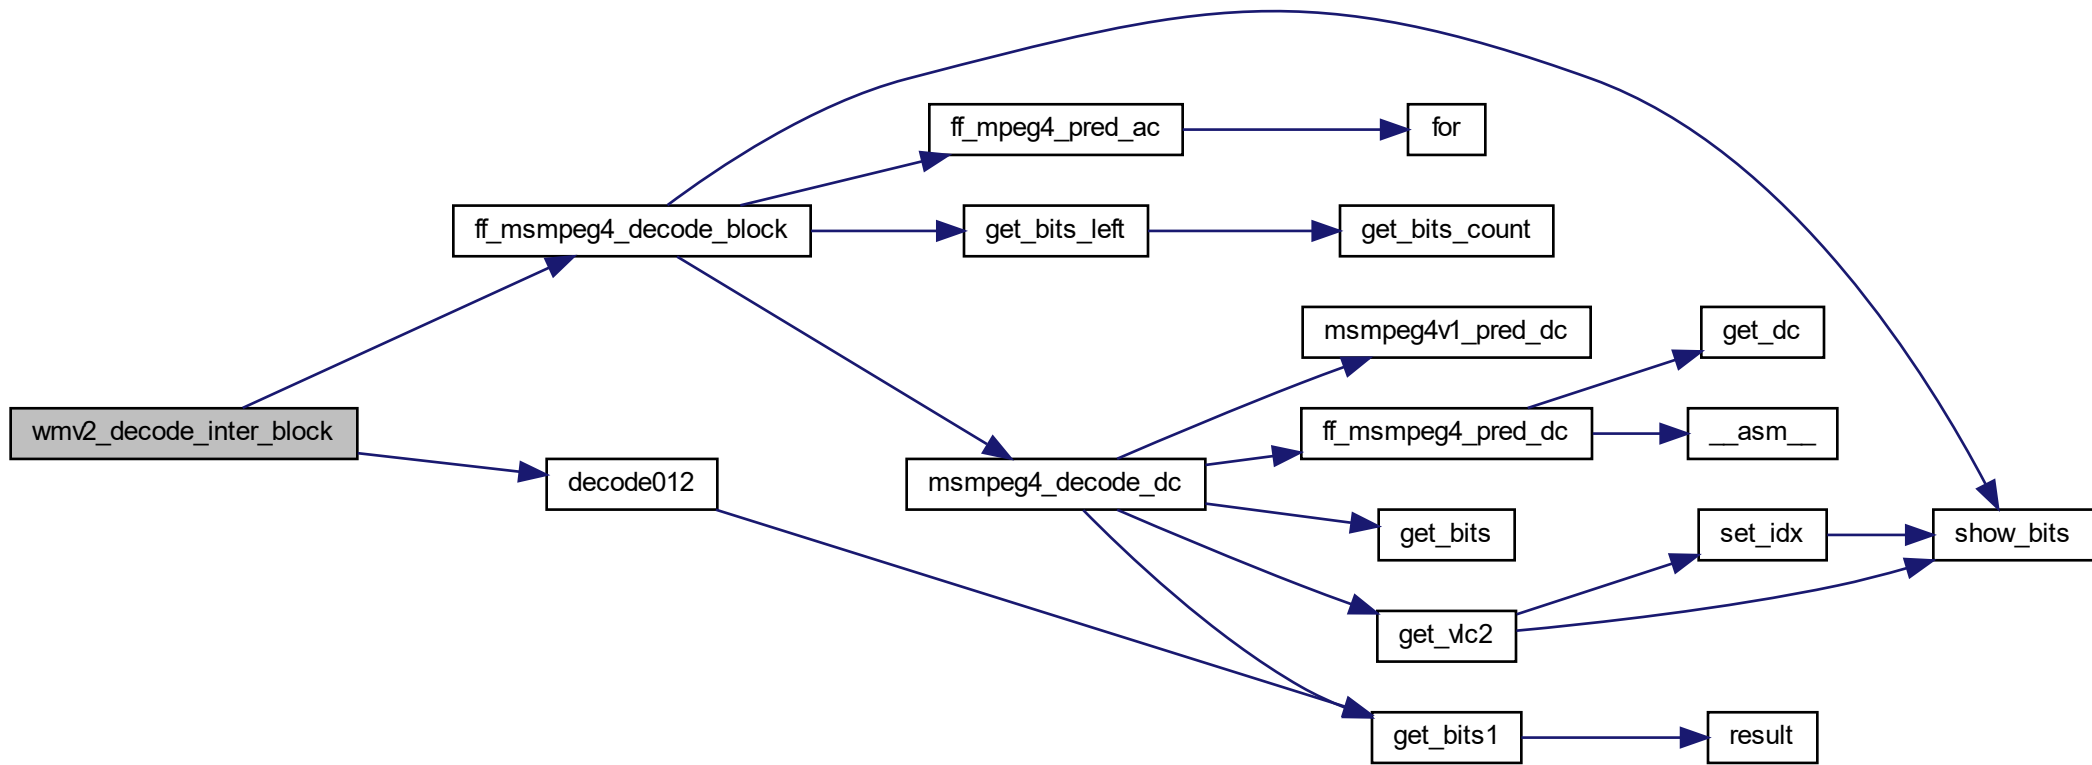 wmv2_decode_inter_block
ff_msmpeg4_decode_block
decode012
ff_mpeg4_pred_ac
for
get_bits_left
get_bits_count
msmpeg4_decode_dc
msmpeg4v1_pred_dc
ff_msmpeg4_pred_dc
get_dc
__asm__
get_bits
get_vlc2
set_idx
show_bits
get_bits1
result